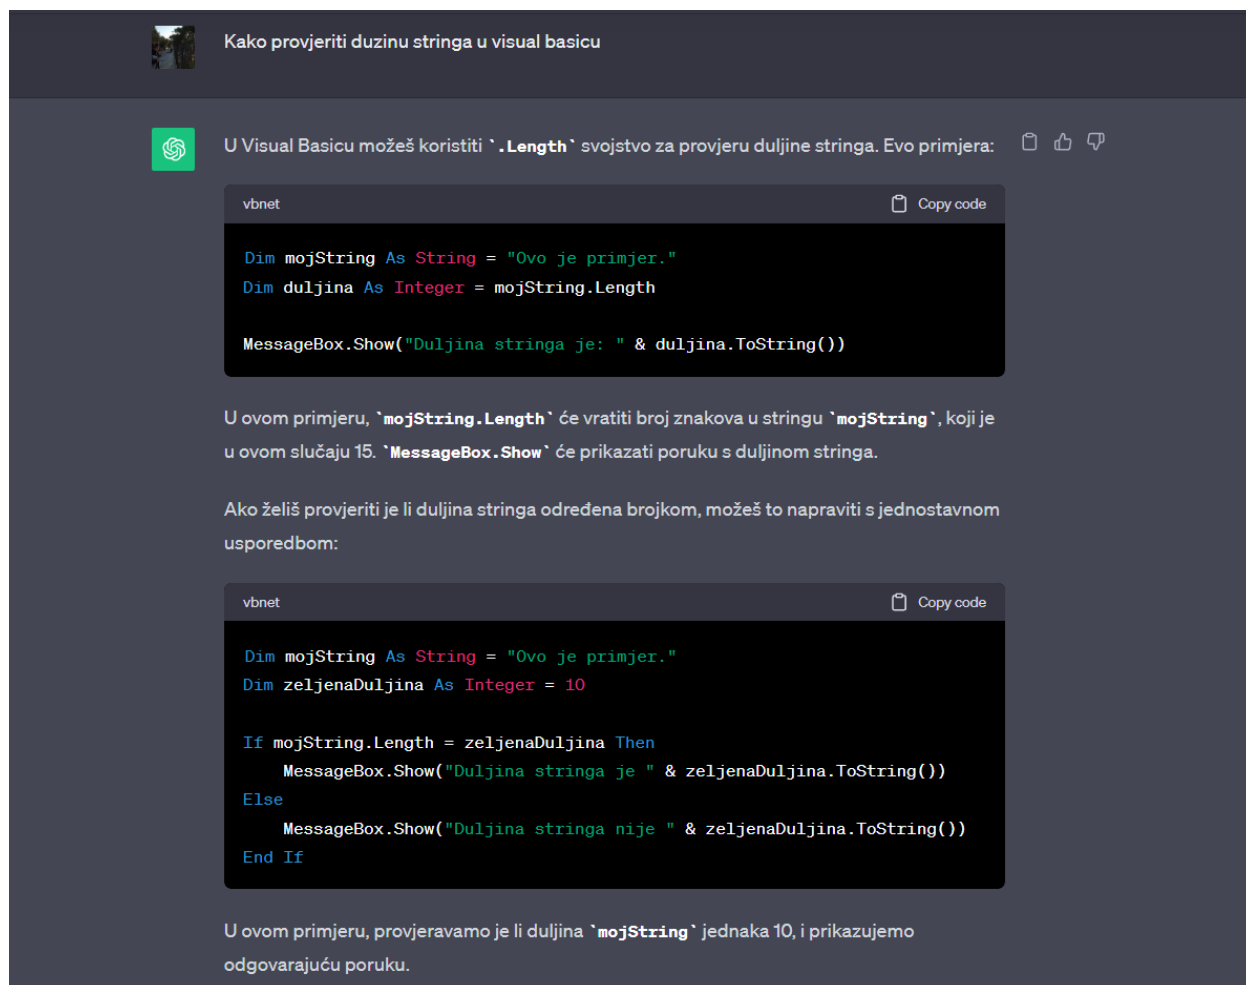 Kako provjeriti duzinu stringa u visual basicu
U Visual Basicu možeš koristiti `.Length` svojstvo za provjeru duljine stringa. Evo primjera:
vbnet Copy code
Dim mojString As String = "Ovo je primjer."
Dim duljina As Integer = mojString.Length
MessageBox.Show("Duljina stringa je: " & duljina.ToString())
U ovom primjeru, `mojString.Length` će vratiti broj znakova u stringu `mojString`, koji je
u ovom slučaju 15. `MessageBox.Show` će prikazati poruku s duljinom stringa.
Ako želiš provjeriti je li duljina stringa određena brojkom, možeš to napraviti s jednostavnom
usporedbom:
vbnet Copy code
Dim mojString As String = "Ovo je primjer."
Dim zeljenaDuljina As Integer = 10
If mojString.Length = zeljenaDuljina Then
    MessageBox.Show("Duljina stringa je " & zeljenaDuljina.ToString())
Else
    MessageBox.Show("Duljina stringa nije " & zeljenaDuljina.ToString())
End If
U ovom primjeru, provjeravamo je li duljina `mojString` jednaka 10, i prikazujemo
odgovarajuću poruku.